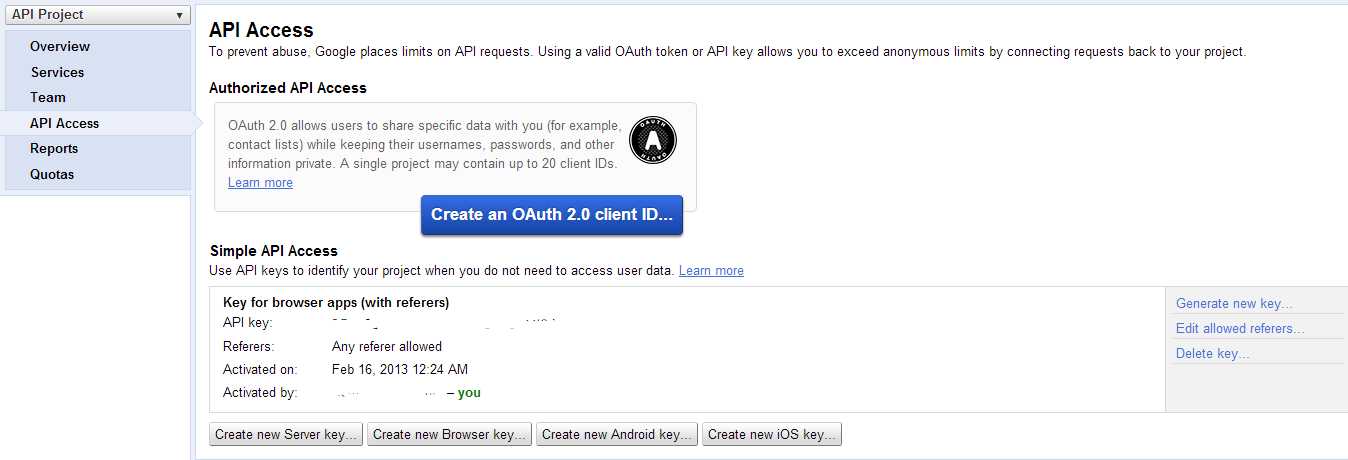 API Project
Overview
Services
Team
API Access
Reports
Quotas
API Access
To prevent abuse, Google places limits on API requests. Using a valid OAuth token or API key allows you to exceed anonymous limits by connecting requests back to your project.
Authorized API Access
OAuth 2.0 allows users to share specific data with you (for example,
contact lists) while keeping their usernames, passwords, and other
information private. A single project may contain up to 20 client IDs.
Learn more
OAUTH
A
OAUTH
Create an OAuth 2.0 client ID...
Simple API Access
Use API keys to identify your project when you do not need to access user data. Learn more
Key for browser apps (with referers)
API key:
Referers: Any referer allowed
Activated on: Feb 16, 2013 12:24 AM
Activated by: – you
Generate new key...
Edit allowed referers...
Delete key...
Create new Server key... Create new Browser key... Create new Android key... Create new iOS key...